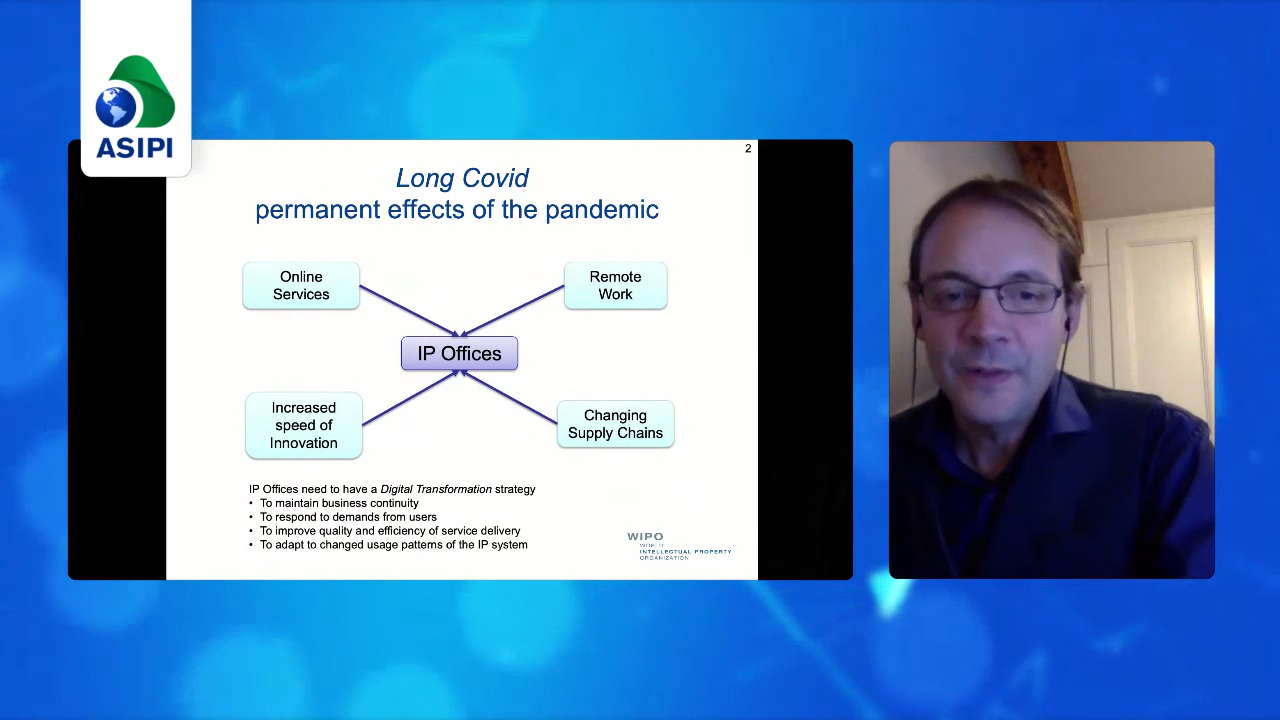 ASIPI
2
Long Covid
permanent effects of the pandemic
Online
Services
Remote
Work
IP Offices
Increased
speed of
Innovation
Changing
Supply Chains
IP Offices need to have a Digital Transformation strategy
• To maintain business continuity
• To respond to demands from users
• To improve quality and efficiency of service delivery
• To adapt to changed usage patterns of the IP system
WIPO
WORLD
INTELLECTUAL PROPERTY
ORGANIZATION